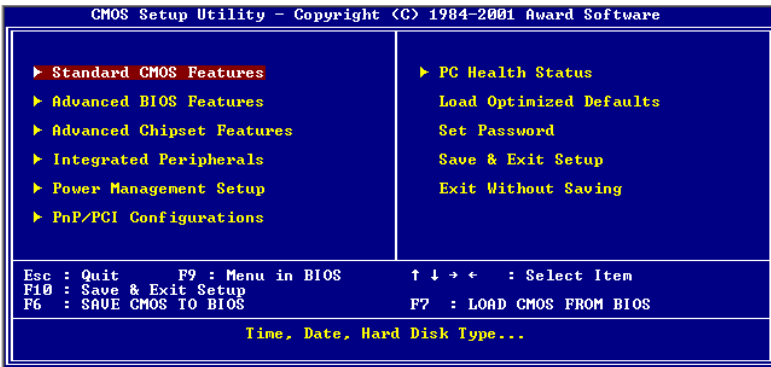 CMOS Setup Utility - Copyright (C) 1984-2001 Award Software
Standard CMOS Features
Advanced BIOS Features
Advanced Chipset Features
Integrated Peripherals
Power Management Setup
PnP/PCI Configurations
PC Health Status
Load Optimized Defaults
Set Password
Save & Exit Setup
Exit Without Saving
Esc : Quit F9 : Menu in BIOS ↑ ↓ → ← : Select Item
F10 : Save & Exit Setup
F6 : SAVE CMOS TO BIOS F7 : LOAD CMOS FROM BIOS
Time, Date, Hard Disk Type...